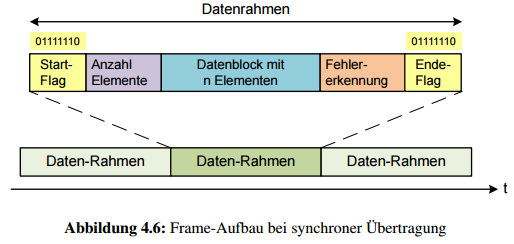 Datenrahmen
01111110 01111110
Start-
Flag
Anzahl
Elemente
Datenblock mit
n Elementen
Fehler-
erkennung
Ende-
Flag
Daten-Rahmen Daten-Rahmen Daten-Rahmen
t
Abbildung 4.6: Frame-Aufbau bei synchroner Übertragung